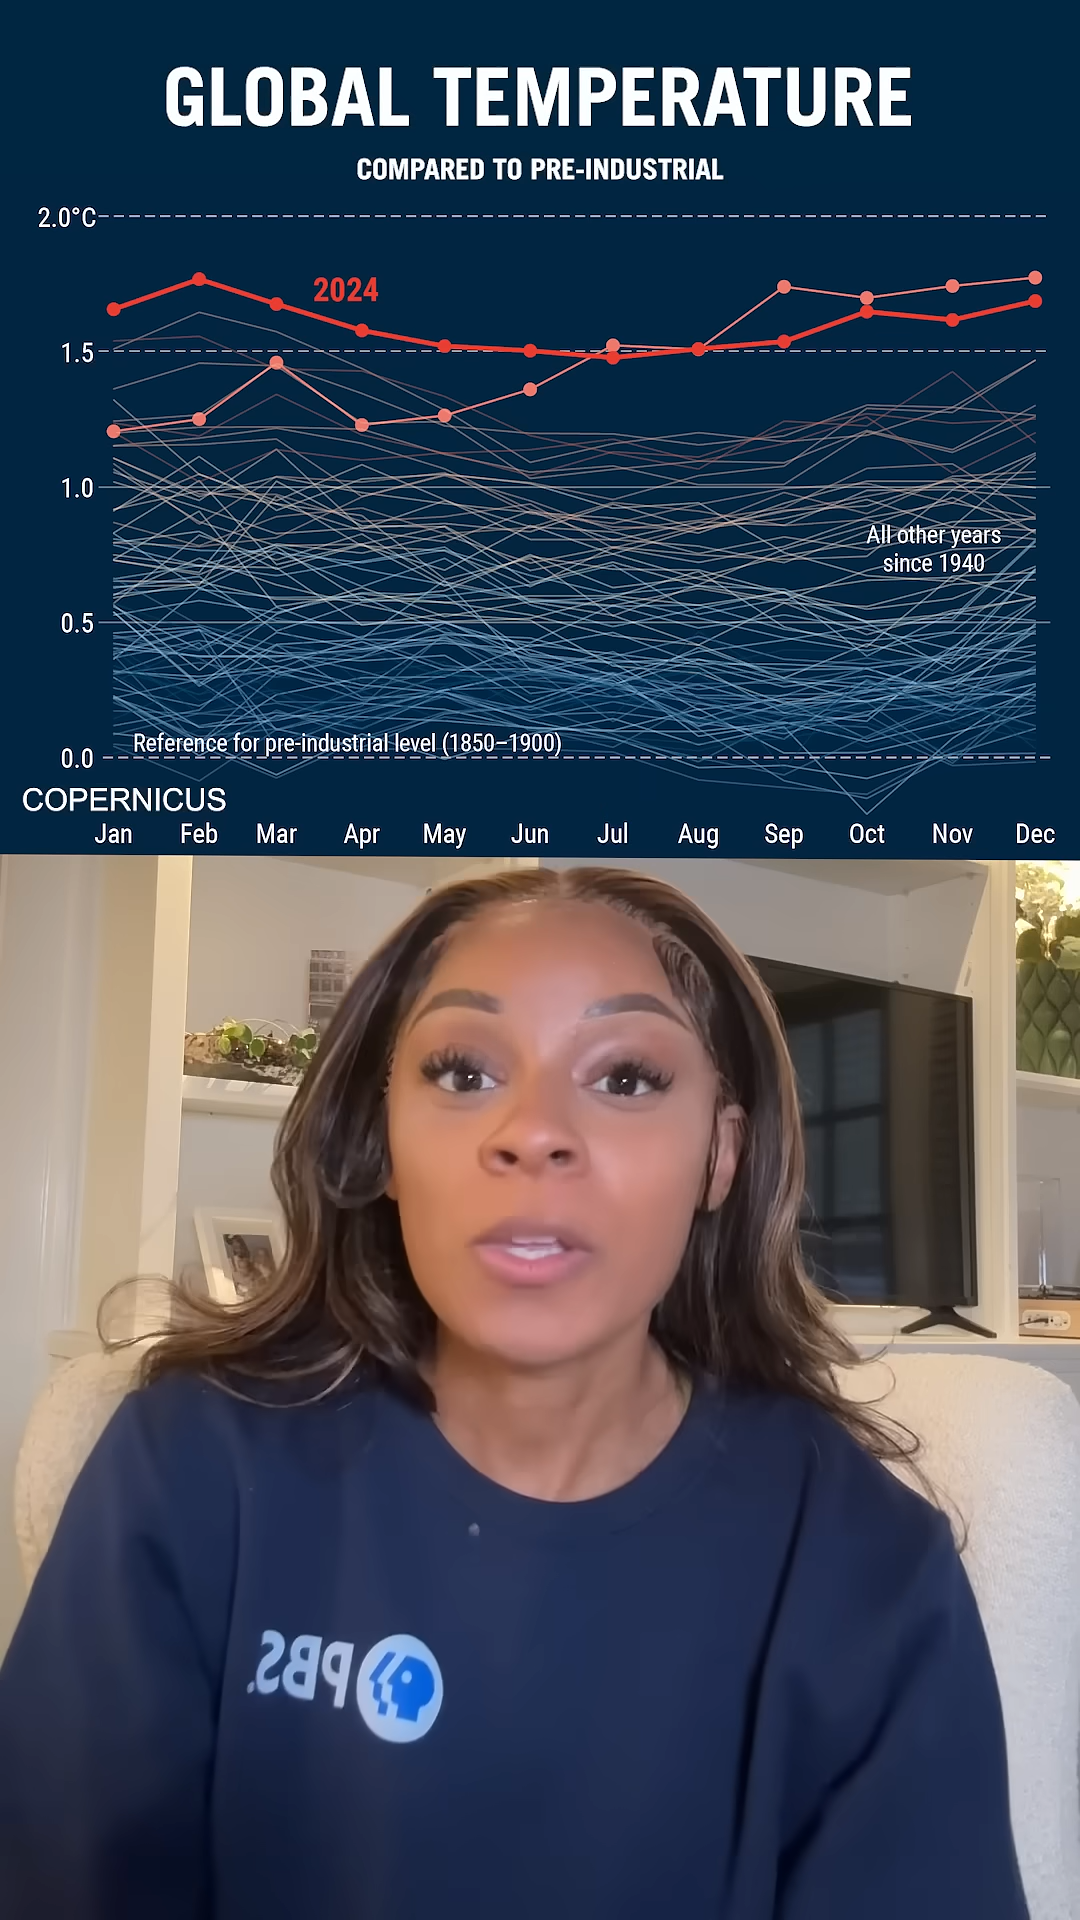 GLOBAL TEMPERATURE
COMPARED TO PRE-INDUSTRIAL
2.0°C
2024
1.5
1.0
All other years
since 1940
0.5
Reference for pre-industrial level (1850–1900)
0.0
COPERNICUS
Jan Feb Mar Apr May Jun Jul Aug Sep Oct Nov Dec
PBS.